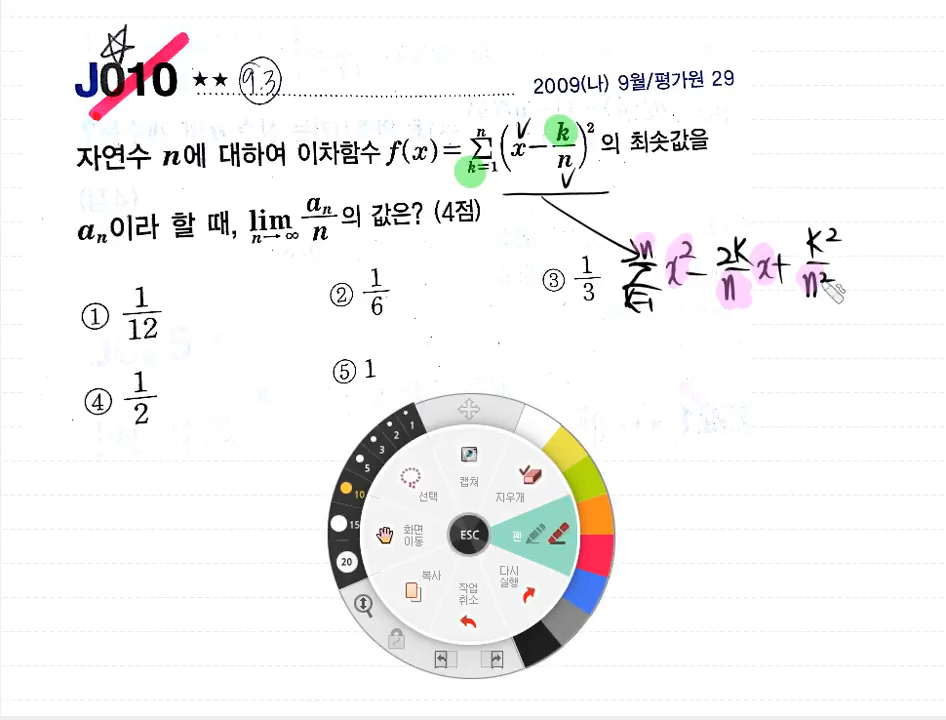 J010 ★★ 9.3 2009(나) 9월/평가원 29
자연수 n에 대하여 이차함수 f(x)=∑_{k=1}^{n}(x-k/n)²의 최솟값을
a_n이라 할 때, lim_{n→∞} a_n/n의 값은? (4점)
∑_{k=1}^{n} x² - 2k/n x + k²/n²
① 1/12 ② 1/6 ③ 1/3
④ 1/2 ⑤ 1
1
2
3
5
10
15
20
캡쳐
선택
지우개
화면
이동
ESC
펜
복사
작업
취소
다시
실행